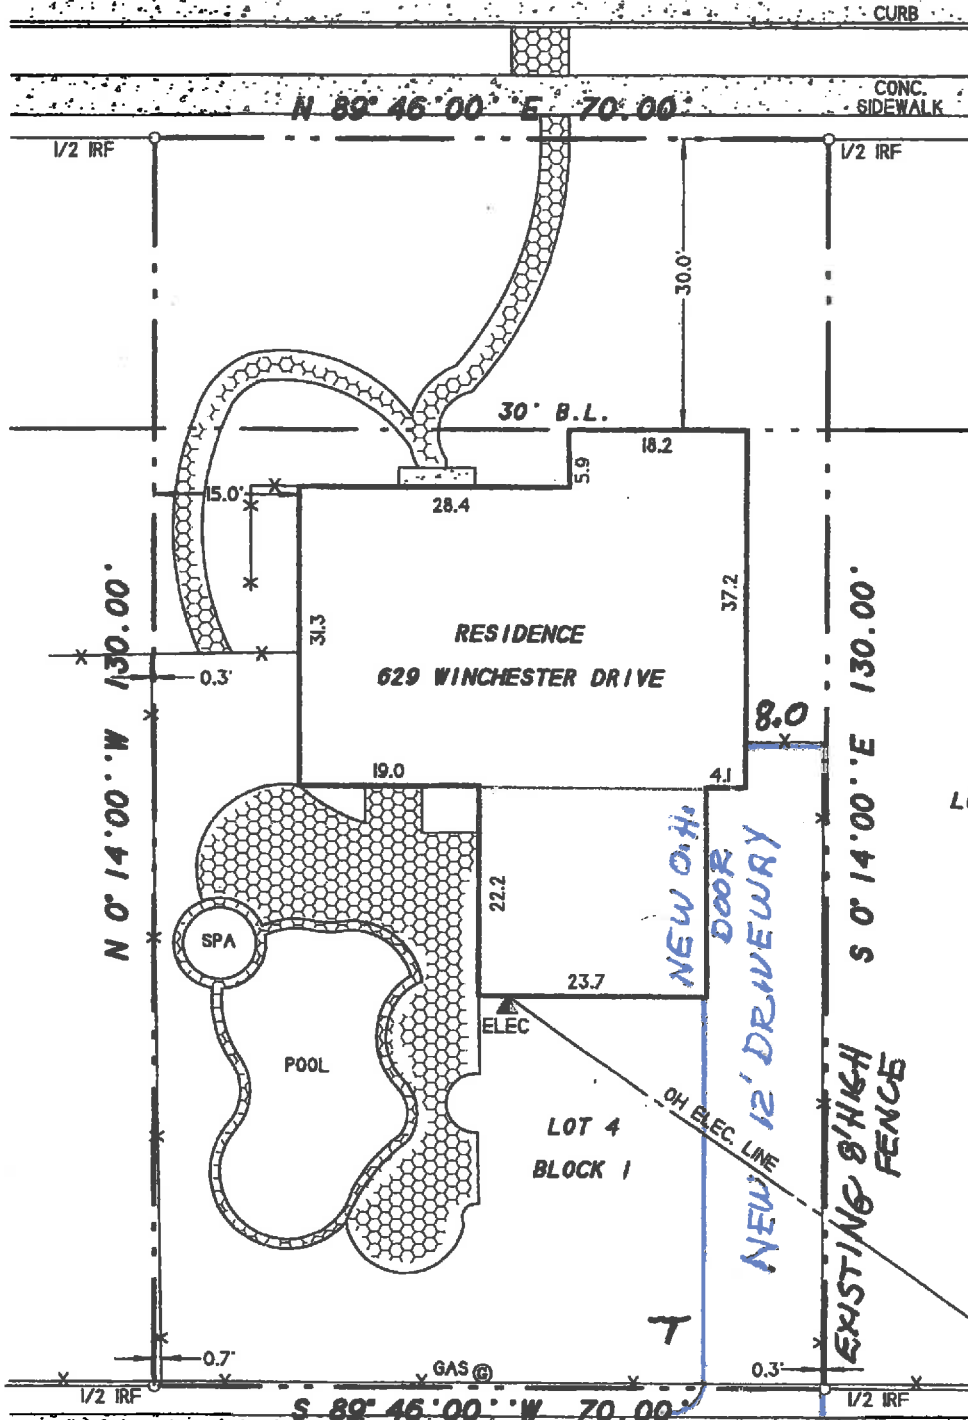 CURB
CONC.
SIDEWALK
N 89° 46'00''E 70.00'
1/2 IRF
1/2 IRF
30.0'
30' B.L.
18.2
5.9
15.0'
28.4
37.2
31.3
RESIDENCE
629 WINCHESTER DRIVE
N 0° 14'00''W 130.00'
S 0° 14'00''E 130.00'
0.3'
8.0
19.0
4.1
NEW O.H.
DOOR
NEW 12' DRIVEWAY
22.2
SPA
23.7
ELEC
POOL
OH ELEC. LINE
LOT 4
BLOCK 1
EXISTING 8' HIGH
FENCE
0.7'
GAS G
0.3'
1/2 IRF
1/2 IRF
S 89° 46'00''W 70.00'